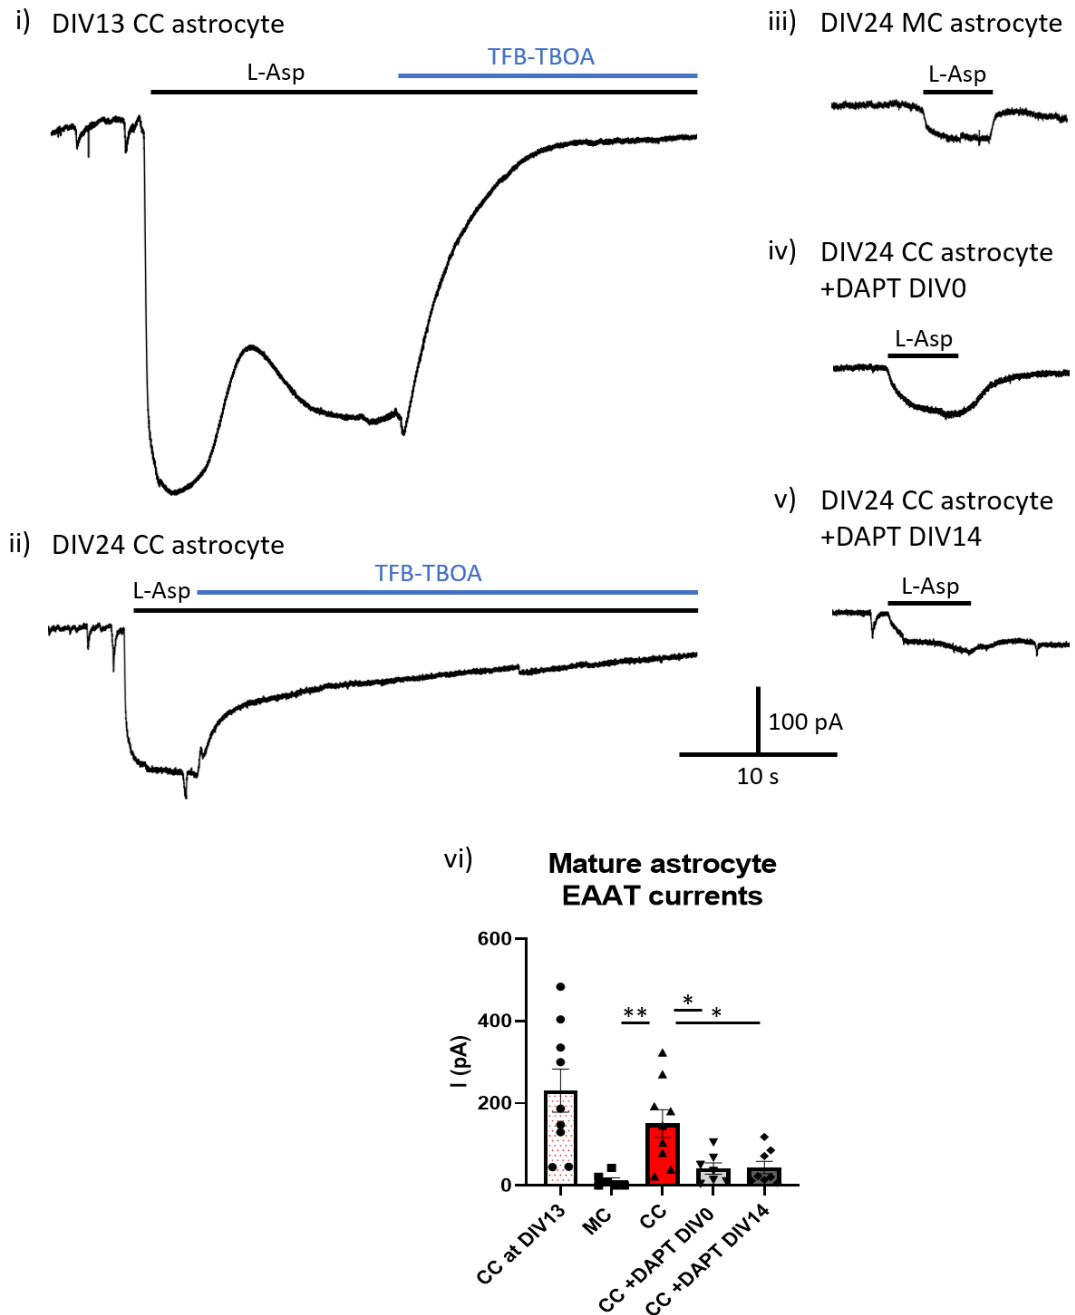 i) DIV13 CC astrocyte
L-Asp
TFB-TBOA
ii) DIV24 CC astrocyte
L-Asp
TFB-TBOA
iii) DIV24 MC astrocyte
L-Asp
iv) DIV24 CC astrocyte
+DAPT DIV0
L-Asp
v) DIV24 CC astrocyte
+DAPT DIV14
L-Asp
100 pA
10 s
vi) Mature astrocyte
EAAT currents
600
400
200
0
I (pA)
**
*
*
CC at DIV13
MC
CC
CC +DAPT DIV0
CC +DAPT DIV14